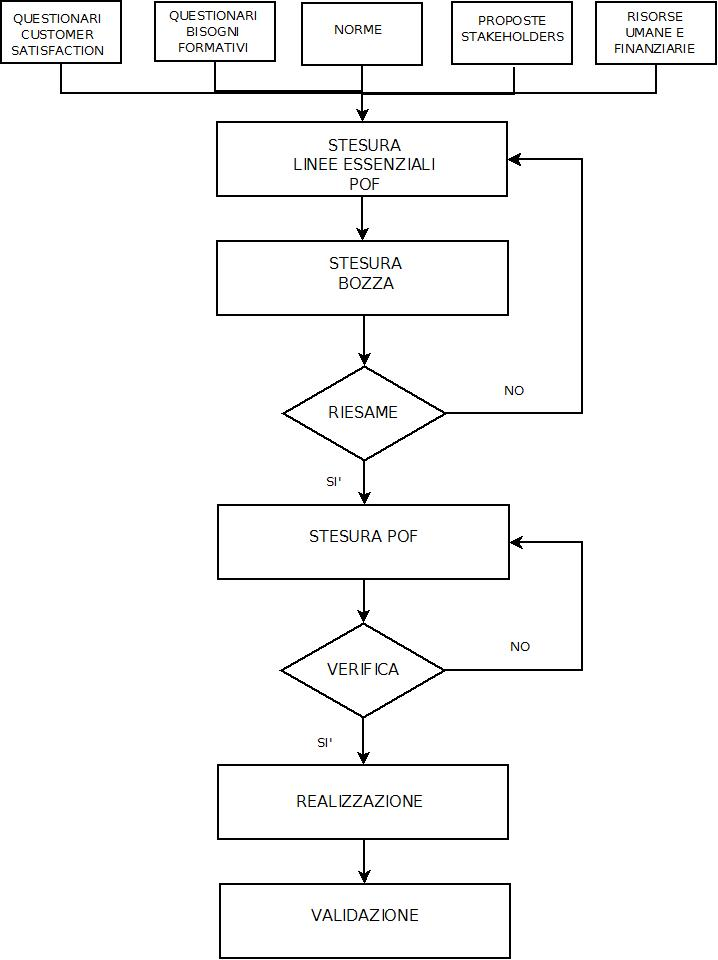 QUESTIONARI
CUSTOMER
SATISFACTION
QUESTIONARI
BISOGNI
FORMATIVI
NORME
PROPOSTE
STAKEHOLDERS
RISORSE
UMANE E
FINANZIARIE
STESURA
LINEE ESSENZIALI
POF
STESURA
BOZZA
RIESAME
NO
SI'
STESURA POF
VERIFICA
NO
SI'
REALIZZAZIONE
VALIDAZIONE